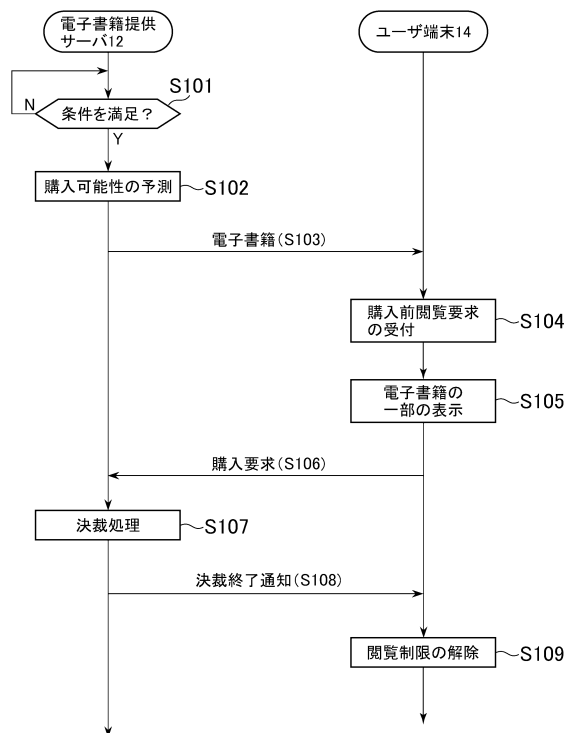 電子書籍提供
サーバ12
ユーザ端末14
S101
N
条件を満足？
Y
購入可能性の予測
S102
電子書籍(S103)
購入前閲覧要求
の受付
S104
電子書籍の
一部の表示
S105
購入要求(S106)
決裁処理
S107
決裁終了通知(S108)
閲覧制限の解除
S109